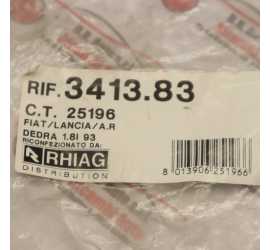 RIF. 3413.83
C.T. 25196
FIAT/LANCIA/A.R
DEDRA 1.8I 93
RICONFEZIONATO DA:
RHIAG
DISTRIBUTION
8 013906 251966